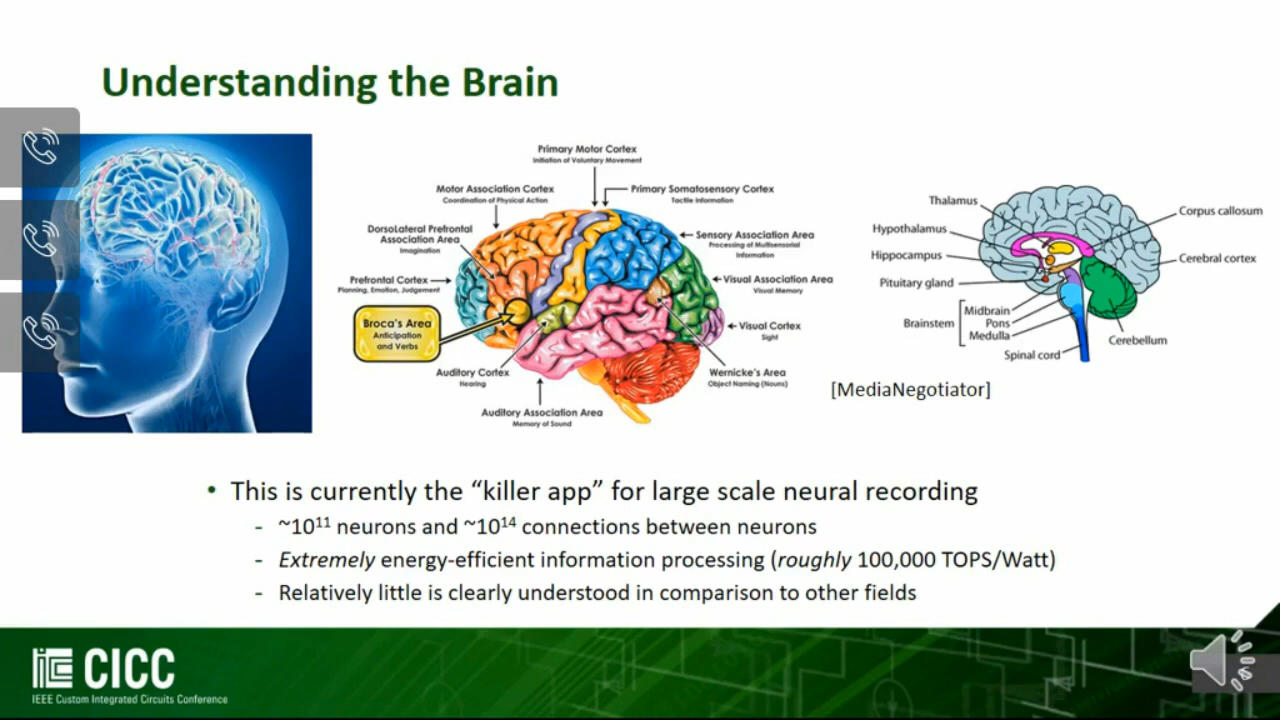 Understanding the Brain
Primary Motor Cortex
Initiation of Voluntary Movement
Motor Association Cortex
Coordination of Physical Action
Primary Somatosensory Cortex
Tactile Information
DorsoLateral Prefrontal
Association Area
Imagination
Sensory Association Area
Processing of Multisensorial
Information
Prefrontal Cortex
Planning, Emotion, Judgement
Visual Association Area
Visual Memory
Broca's Area
Anticipation
and Verbs
Visual Cortex
Sight
Auditory Cortex
Hearing
Wernicke's Area
Object Naming (Nouns)
Auditory Association Area
Memory of Sound
Thalamus
Corpus callosum
Hypothalamus
Hippocampus
Cerebral cortex
Pituitary gland
Brainstem
Midbrain
Pons
Medulla
Cerebellum
Spinal cord
[MediaNegotiator]
• This is currently the “killer app” for large scale neural recording
- ~10¹¹ neurons and ~10¹⁴ connections between neurons
- Extremely energy-efficient information processing (roughly 100,000 TOPS/Watt)
- Relatively little is clearly understood in comparison to other fields
CICC
IEEE Custom Integrated Circuits Conference